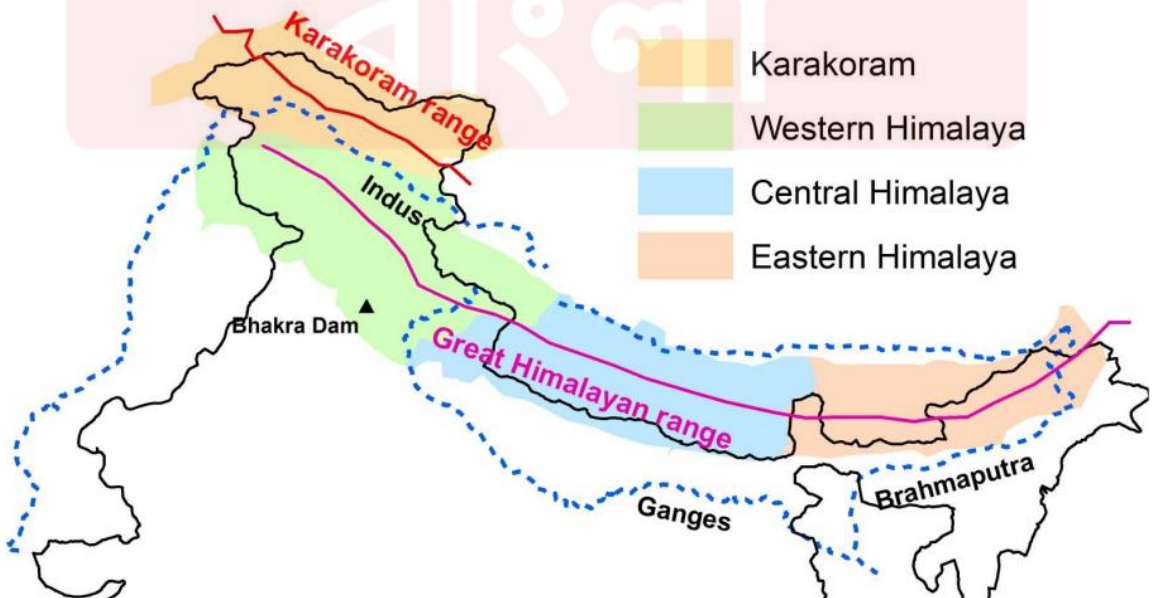 বাংলা
Karakoram range
Karakoram
Western Himalaya
Indus
Central Himalaya
Eastern Himalaya
Bhakra Dam
Great Himalayan range
Brahmaputra
Ganges